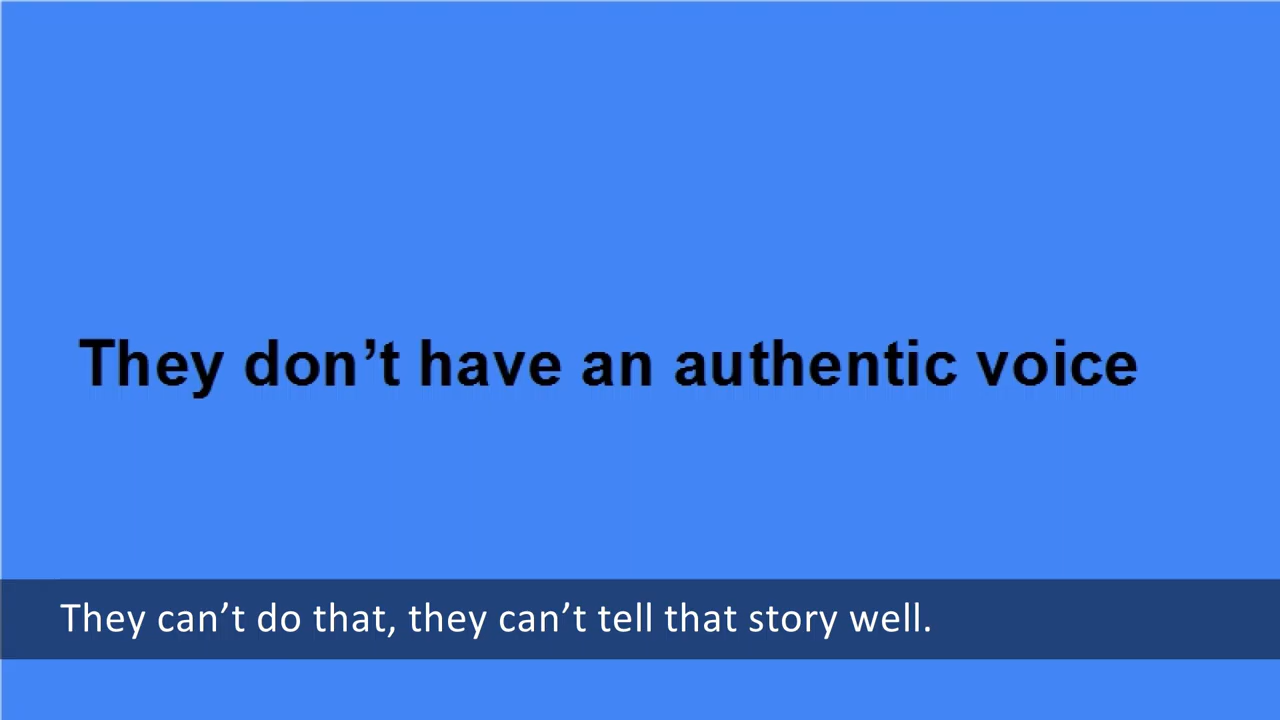 They don’t have an authentic voice
They can’t do that, they can’t tell that story well.